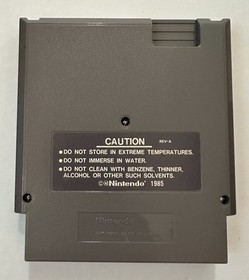 CAUTION REV-A
•DO NOT STORE IN EXTREME TEMPERATURES.
•DO NOT IMMERSE IN WATER.
•DO NOT CLEAN WITH BENZENE, THINNER,
ALCOHOL OR OTHER SUCH SOLVENTS.
©®Nintendo 1985
Nintendo